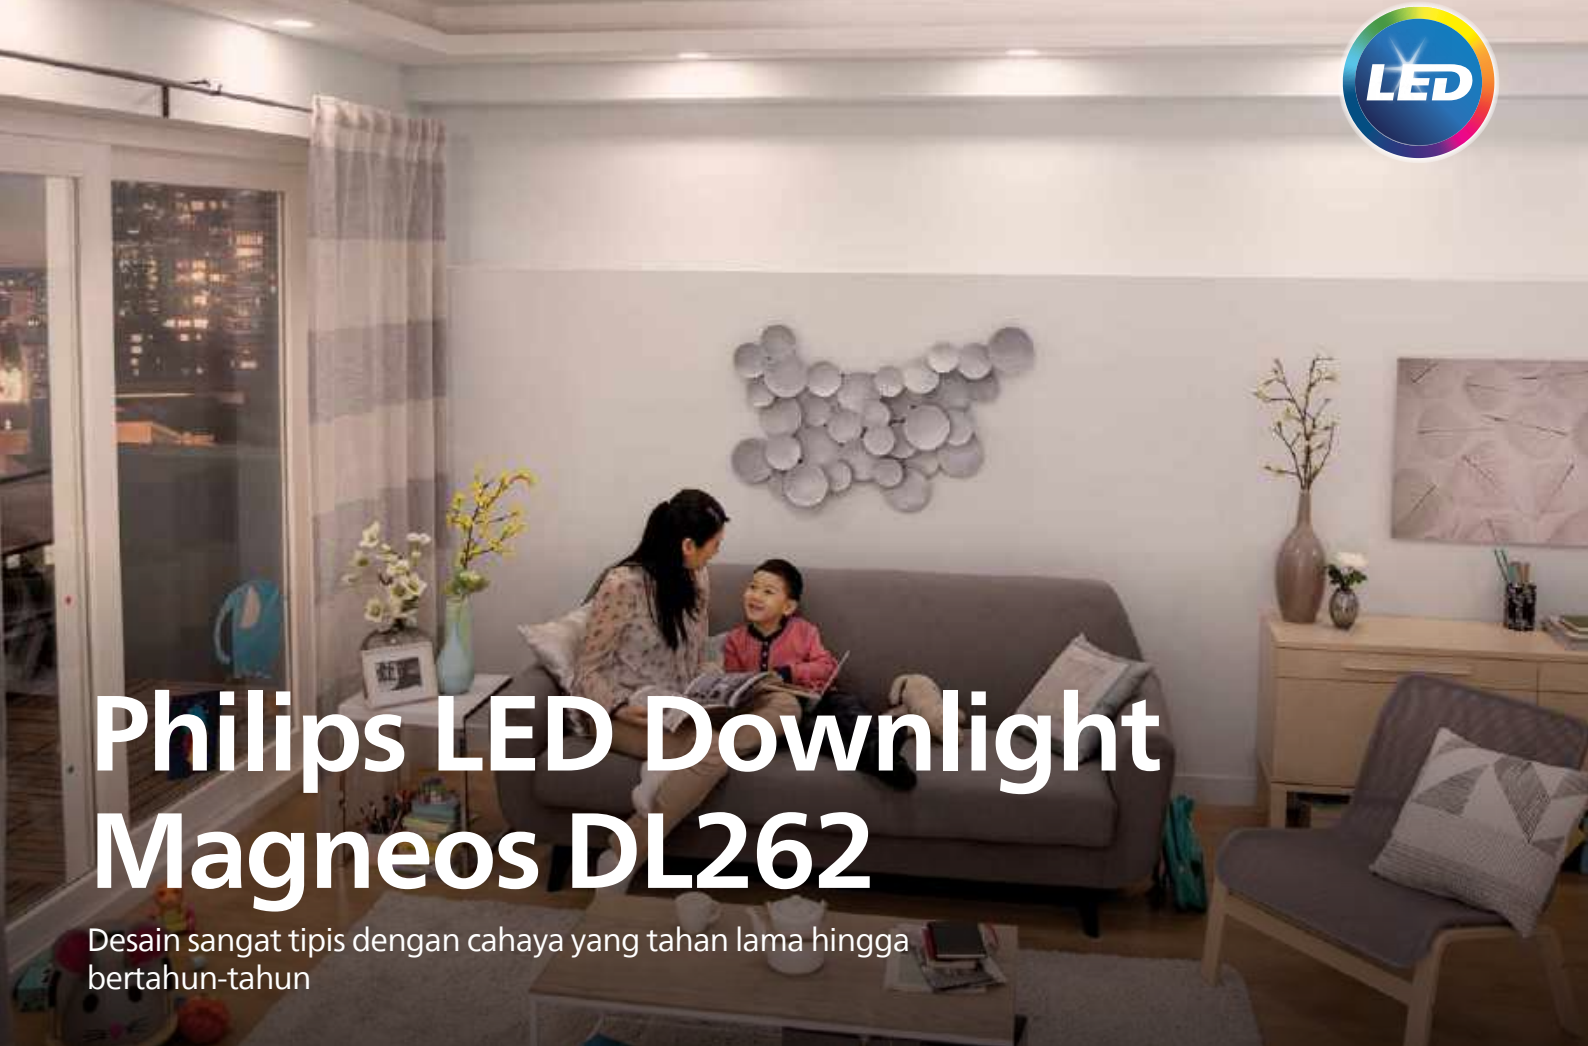 LED
Philips LED Downlight
Magneos DL262
Desain sangat tipis dengan cahaya yang tahan lama hingga
bertahun-tahun